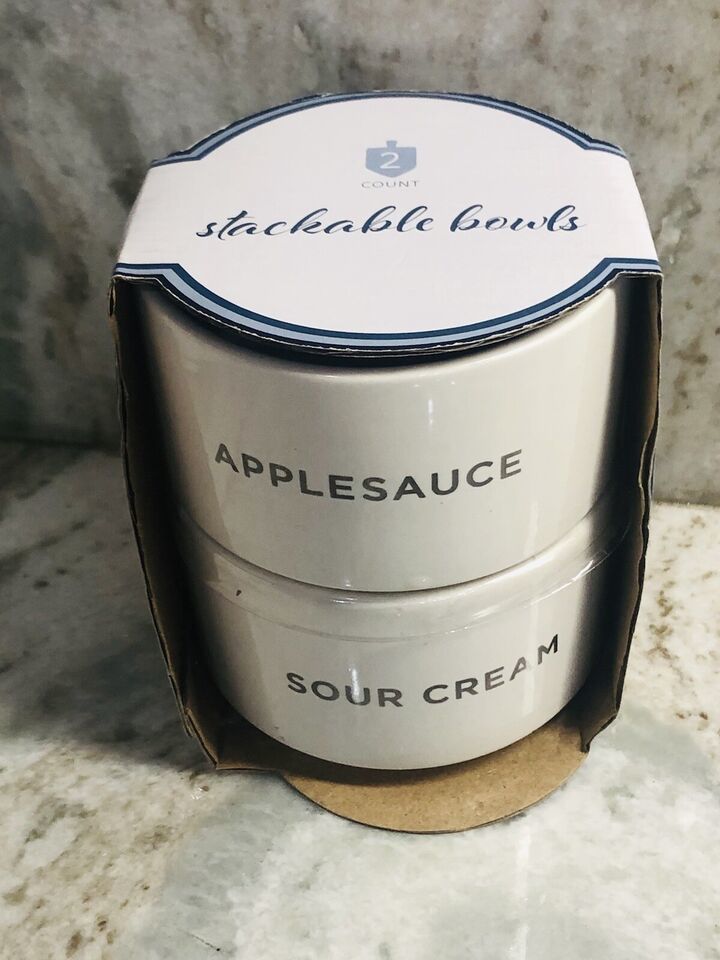 2
COUNT
stackable bowls
APPLESAUCE
SOUR CREAM